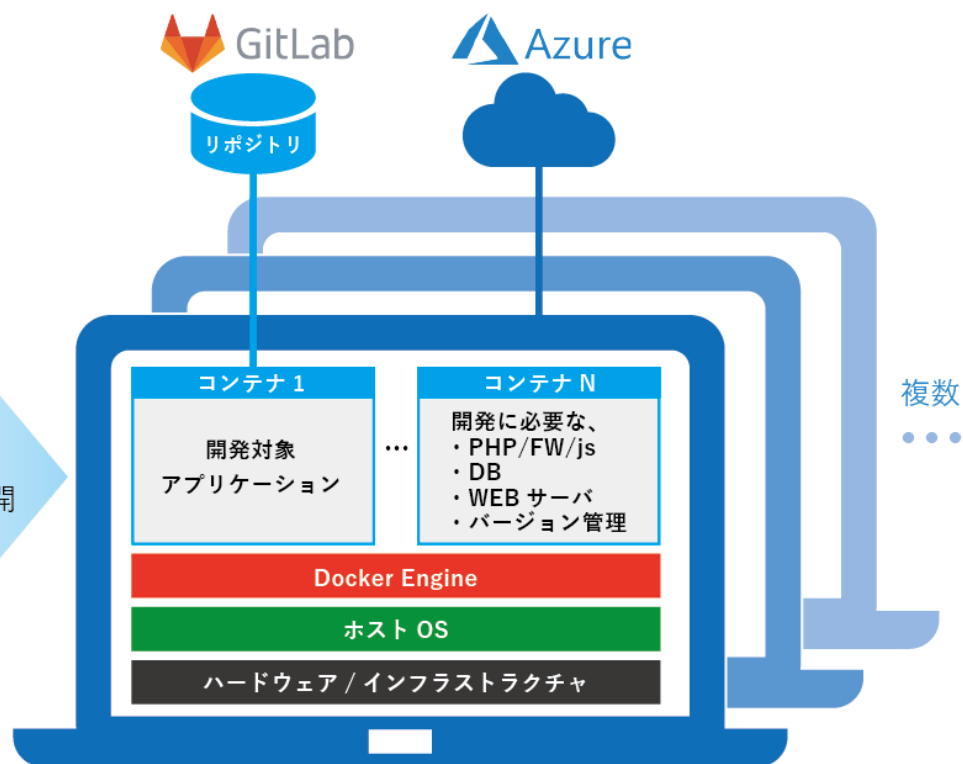 GitLab
Azure
リポジトリ
コンテナ 1
コンテナ N
開発対象
アプリケーション
…
開発に必要な、
・PHP/FW/js
・DB
・WEB サーバ
・バージョン管理
複数
開
Docker Engine
ホスト OS
ハードウェア / インフラストラクチャ